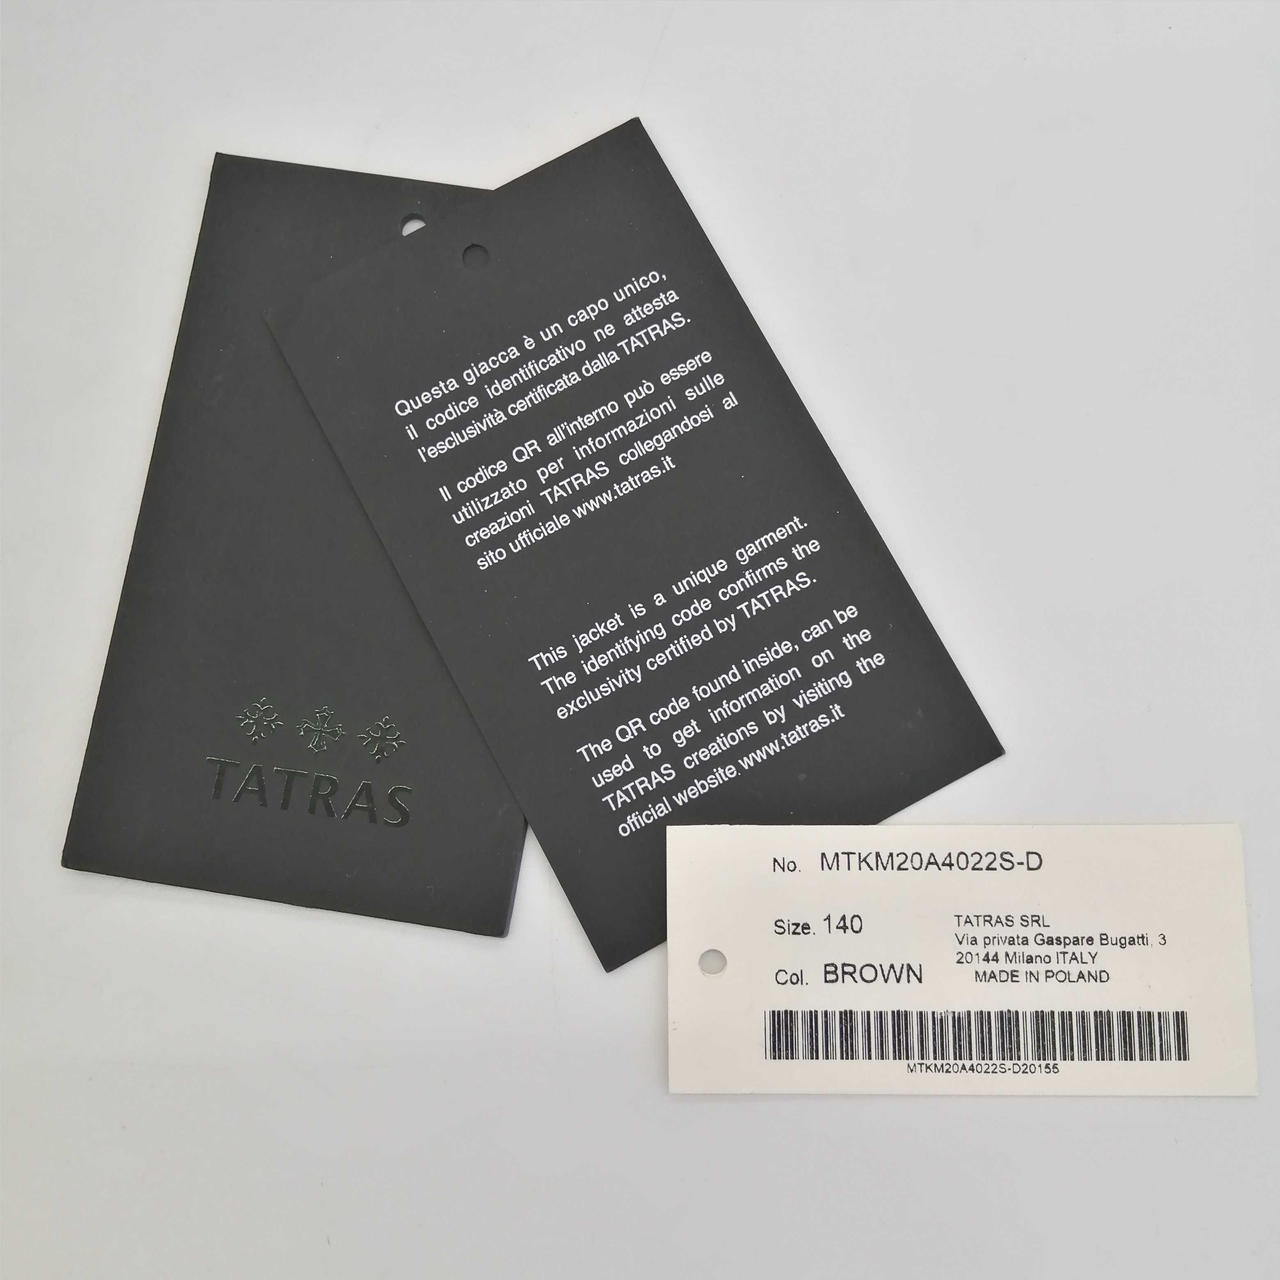 TATRAS
Questa giacca è un capo unico,
il codice identificativo ne attesta
l'esclusività certificata dalla TATRAS.
Il codice QR all'interno può essere
utilizzato per informazioni sulle
creazioni TATRAS collegandosi al
sito ufficiale www.tatras.it
This jacket is a unique garment.
The identifying code confirms the
exclusivity certified by TATRAS.
The QR code found inside, can be
used to get information on the
TATRAS creations by visiting the
official website www.tatras.it
No. MTKM20A4022S-D
Size. 140
Col. BROWN
TATRAS SRL
Via privata Gaspare Bugatti, 3
20144 Milano ITALY
MADE IN POLAND
MTKM20A4022S-D20155